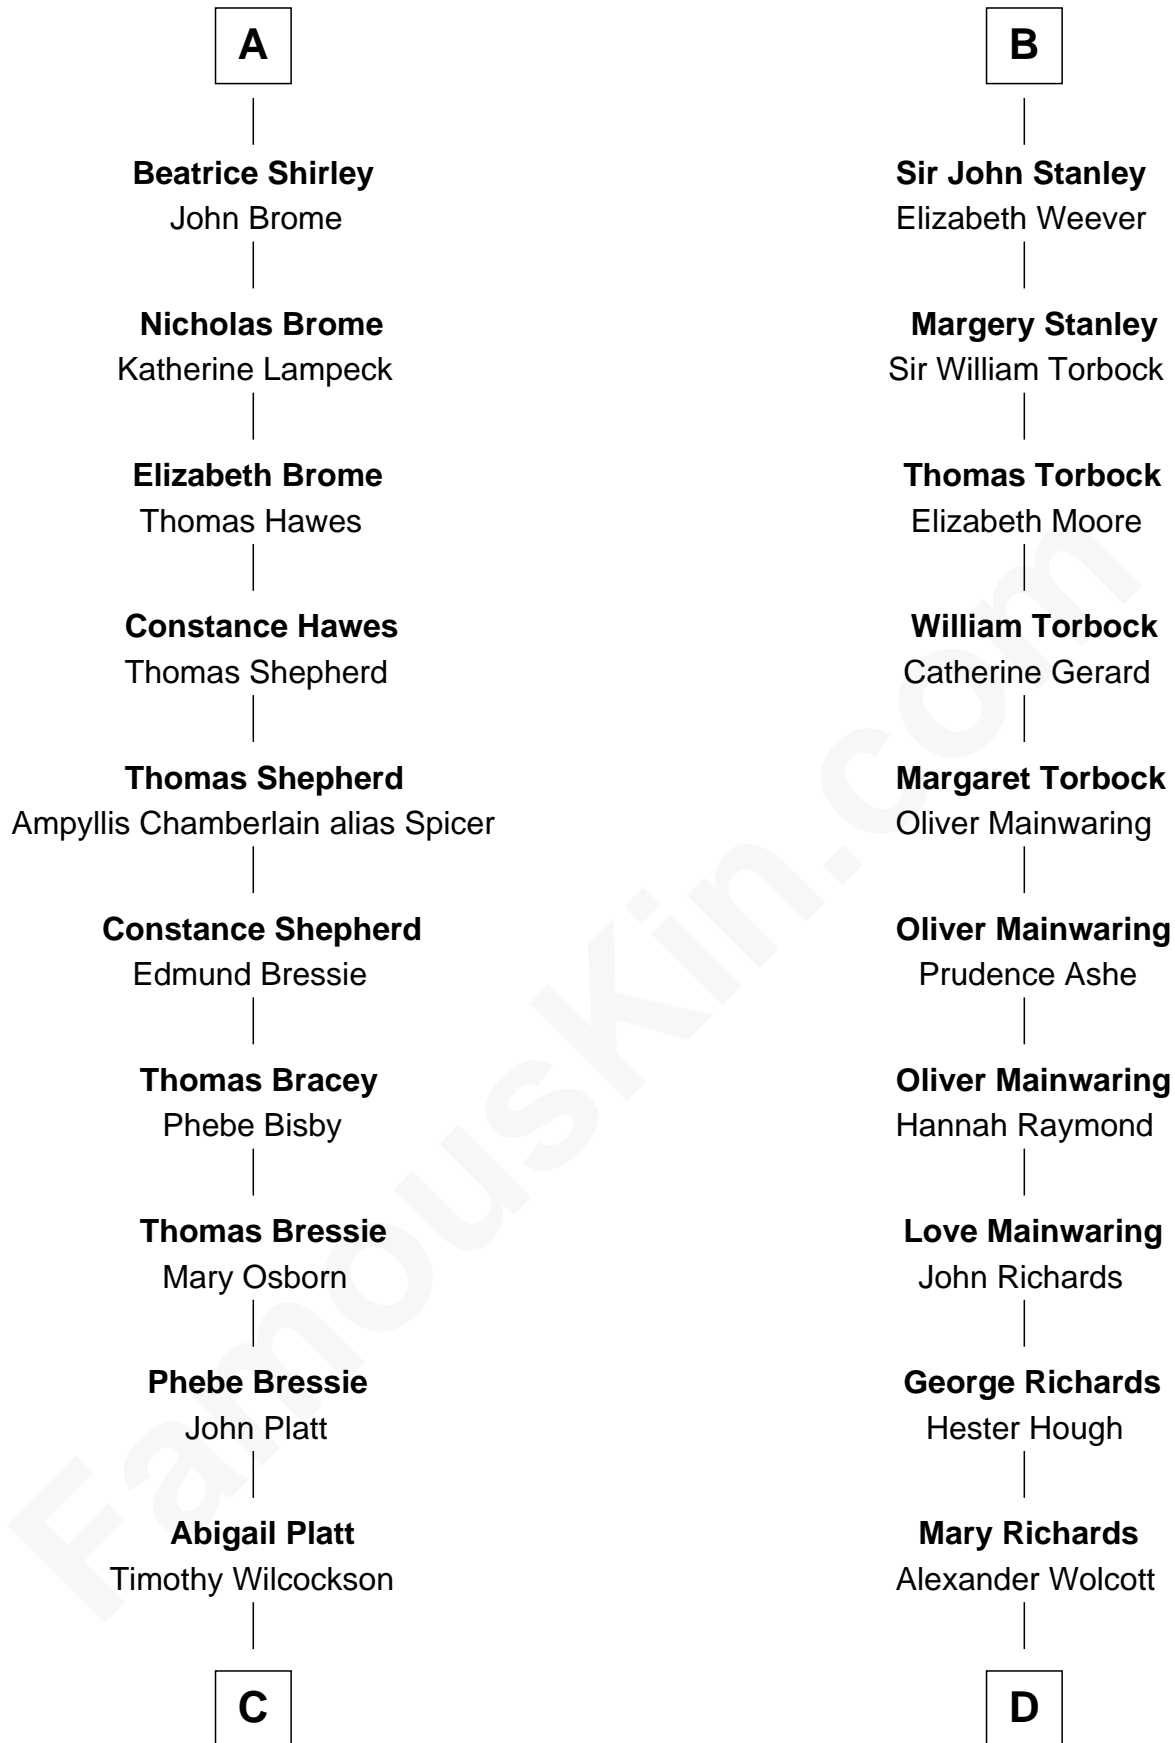 A
Beatrice Shirley
John Brome
Nicholas Brome
Katherine Lampeck
Elizabeth Brome
Thomas Hawes
Constance Hawes
Thomas Shepherd
Thomas Shepherd
Ampyllis Chamberlain alias Spicer
Constance Shepherd
Edmund Bressie
Thomas Bracey
Phebe Bisby
Thomas Bressie
Mary Osborn
Phebe Bressie
John Platt
Abigail Platt
Timothy Wilcockson
C
B
Sir John Stanley
Elizabeth Weever
Margery Stanley
Sir William Torbock
Thomas Torbock
Elizabeth Moore
William Torbock
Catherine Gerard
Margaret Torbock
Oliver Mainwaring
Oliver Mainwaring
Prudence Ashe
Oliver Mainwaring
Hannah Raymond
Love Mainwaring
John Richards
George Richards
Hester Hough
Mary Richards
Alexander Wolcott
D
FamousKin.com